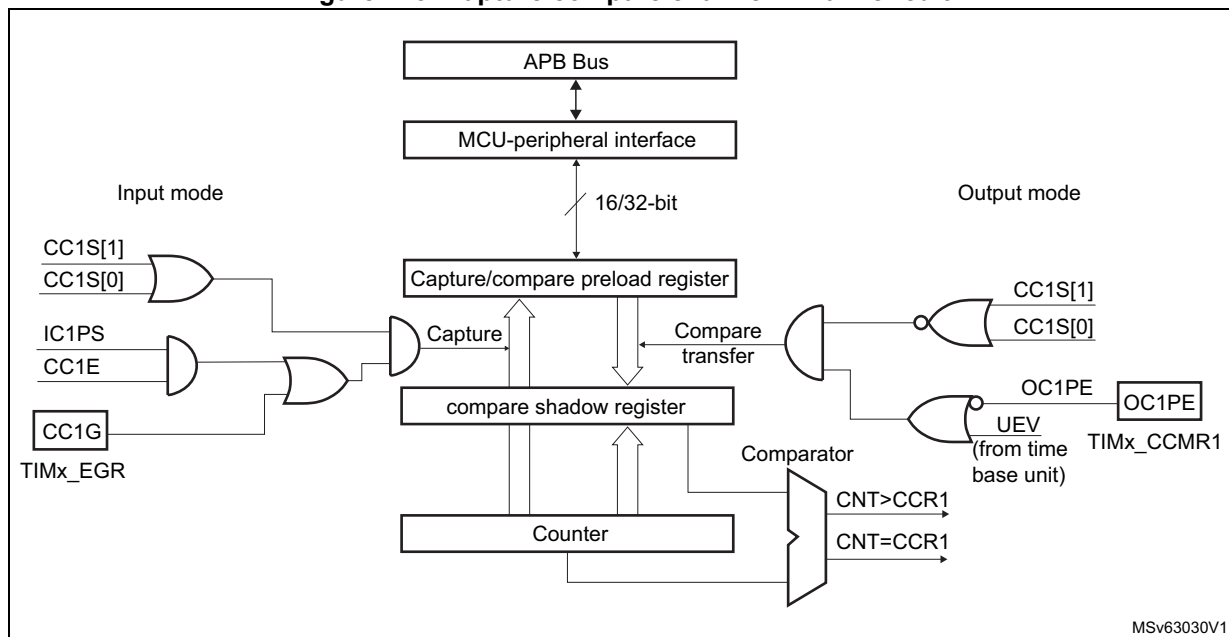 APB Bus
MCU-peripheral interface
Input mode
16/32-bit
Output mode
CC1S[1]
CC1S[0]
Capture/compare preload register
CC1S[1]
CC1S[0]
IC1PS
CC1E
Capture
Compare
transfer
CC1G
TIMx_EGR
compare shadow register
OC1PE
OC1PE
UEV
TIMx_CCMR1
(from time
base unit)
Comparator
CNT>CCR1
Counter
CNT=CCR1
MSv63030V1